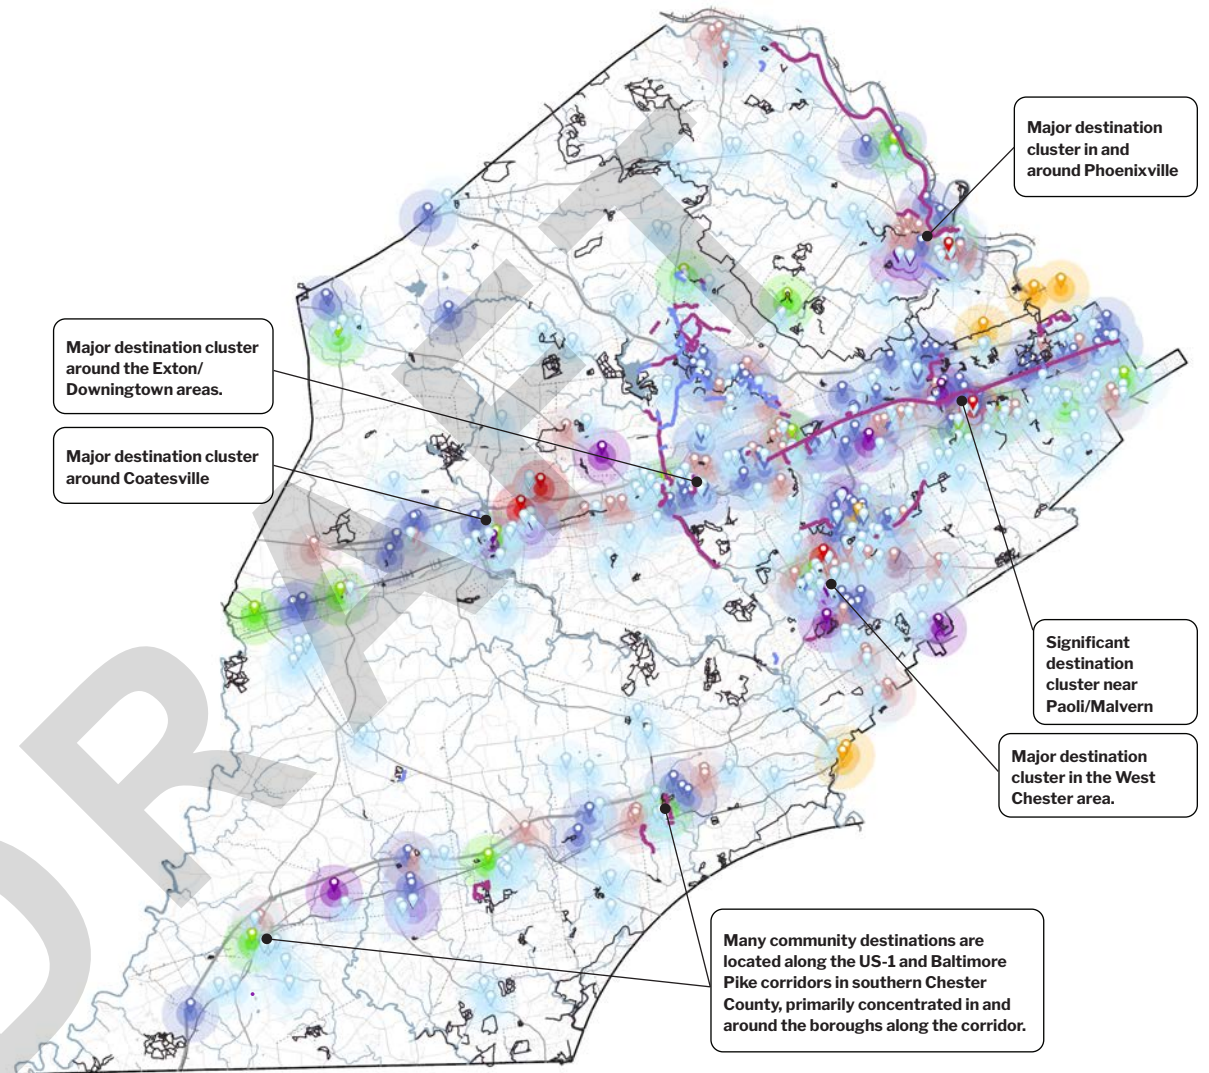 Major destination
cluster in and
around Phoenixville
Major destination cluster
around the Exton/
Downingtown areas.
Major destination cluster
around Coatesville
Significant
destination
cluster near
Paoli/Malvern
Major destination
cluster in the West
Chester area.
Many community destinations are
located along the US-1 and Baltimore
Pike corridors in southern Chester
County, primarily concentrated in and
around the boroughs along the corridor.
DRAFT